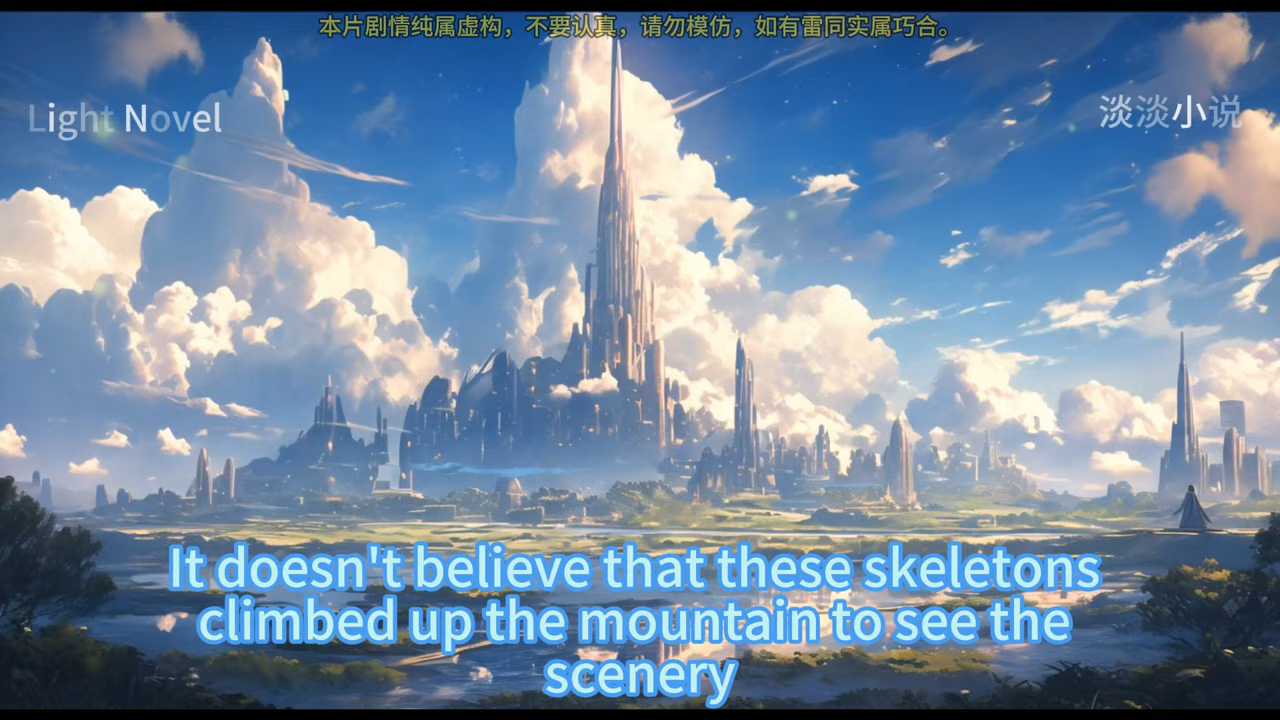 本片剧情纯属虚构，不要认真，请勿模仿，如有雷同实属巧合。
Light Novel
淡淡小说
It doesn't believe that these skeletons
climbed up the mountain to see the
scenery